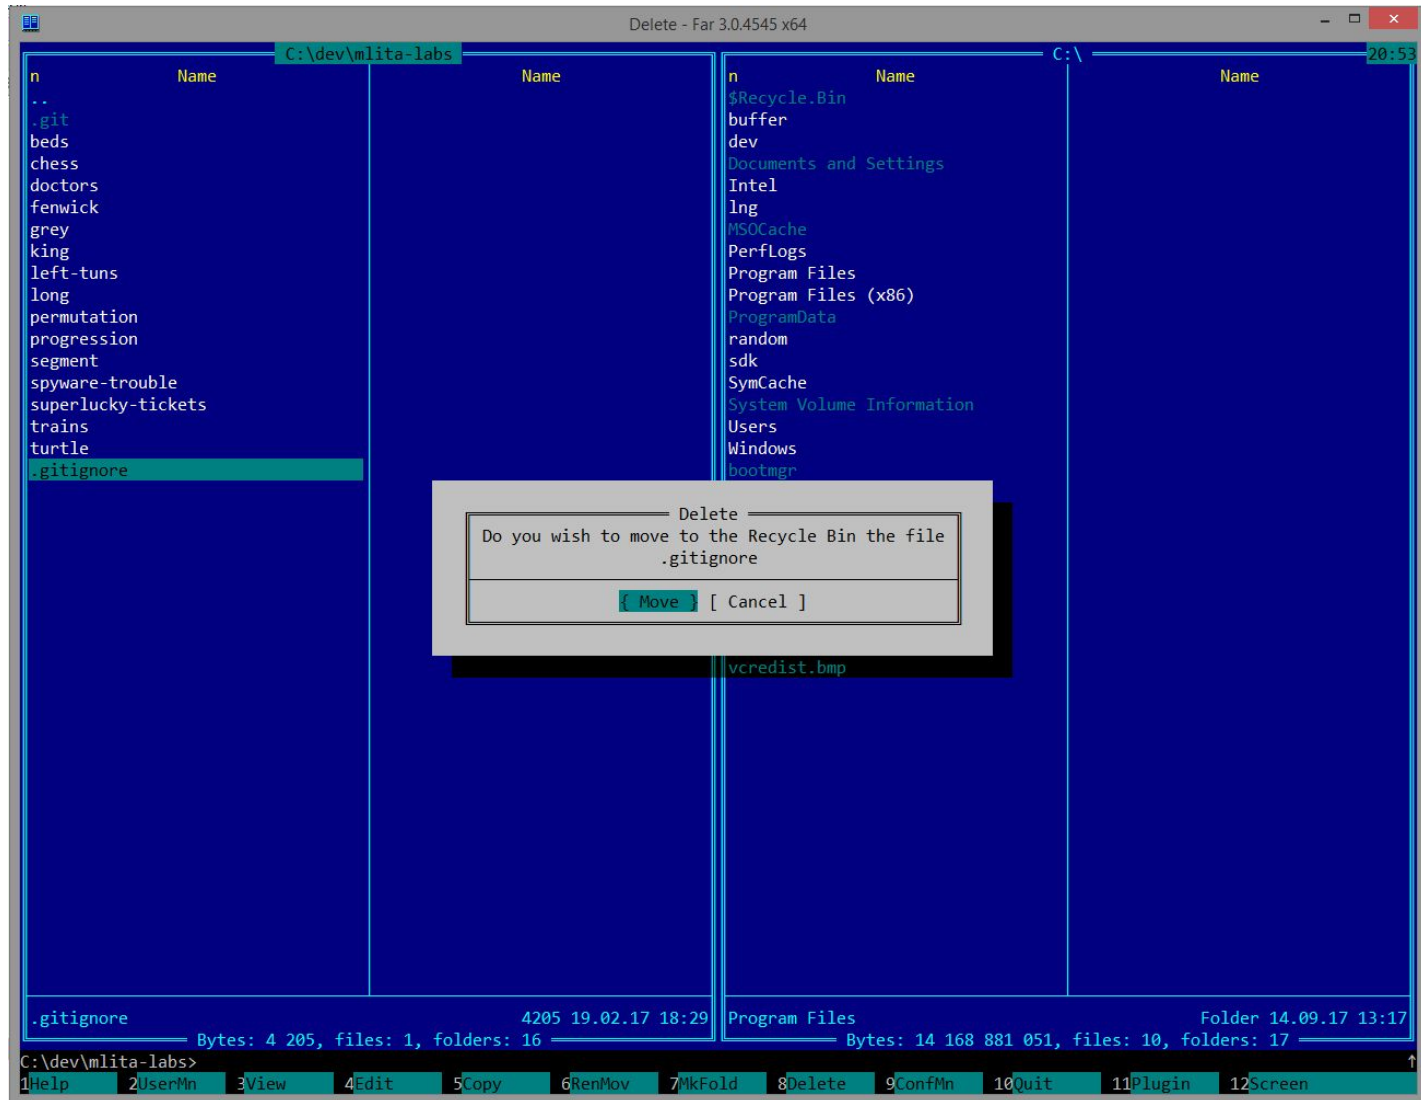 Delete - Far 3.0.4545 x64
C:\dev\mlita-labs
n Name Name
..
.git
beds
chess
doctors
fenwick
grey
king
left-tuns
long
permutation
progression
segment
spyware-trouble
superlucky-tickets
trains
turtle
.gitignore
.gitignore 4205 19.02.17 18:29
Bytes: 4 205, files: 1, folders: 16
C:\ 20:53
n Name Name
$Recycle.Bin
buffer
dev
Documents and Settings
Intel
lng
MSOCache
PerfLogs
Program Files
Program Files (x86)
ProgramData
random
sdk
SymCache
System Volume Information
Users
Windows
bootmgr
vcredist.bmp
Program Files Folder 14.09.17 13:17
Bytes: 14 168 881 051, files: 10, folders: 17
Delete
Do you wish to move to the Recycle Bin the file
.gitignore
{ Move } [ Cancel ]
C:\dev\mlita-labs> ↑
1Help 2UserMn 3View 4Edit 5Copy 6RenMov 7MkFold 8Delete 9ConfMn 10Quit 11Plugin 12Screen